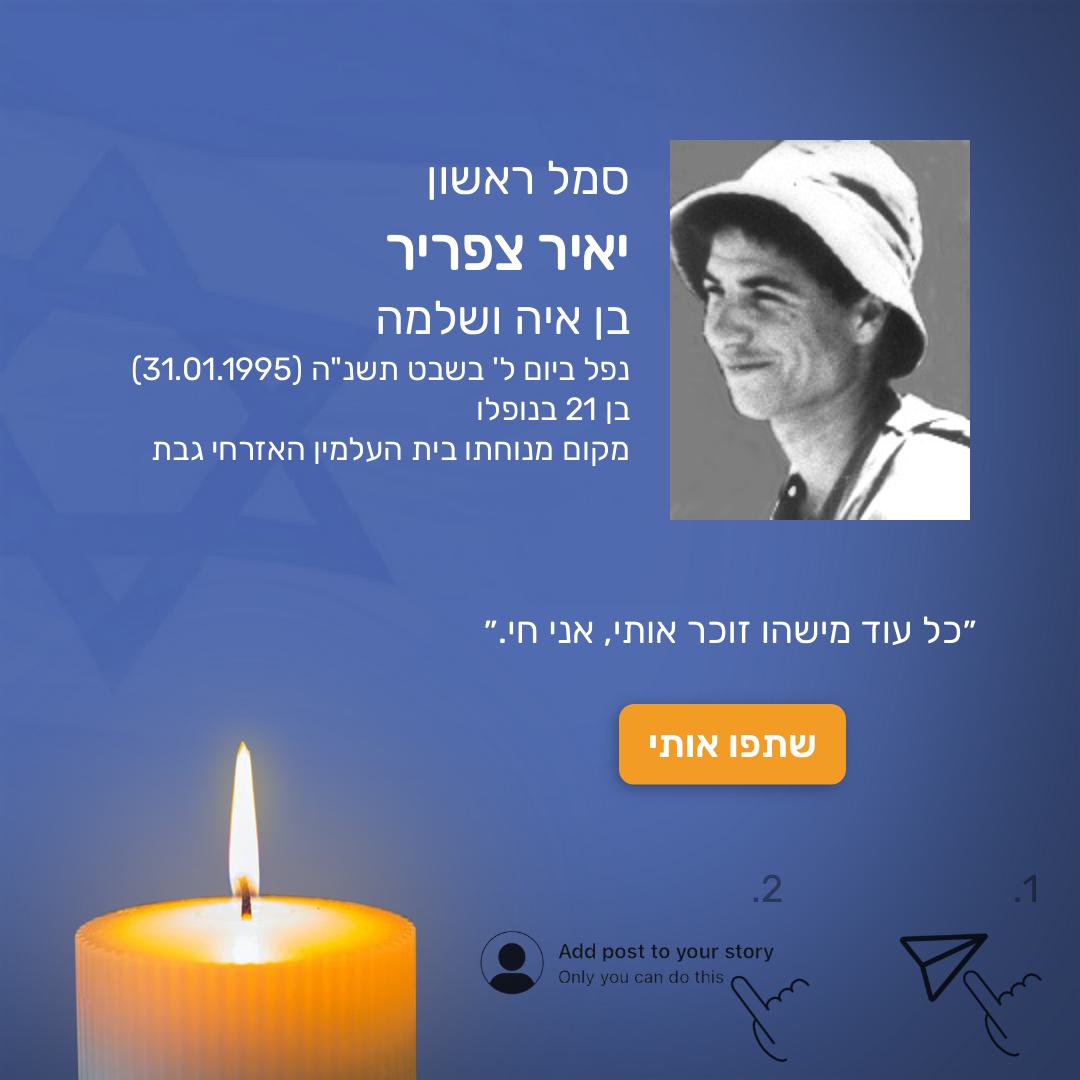 סמל ראשון
יאיר צפריר
בן איה ושלמה
נפל ביום ל' בשבט תשנ"ה (31.01.1995)
בן 21 בנופלו
מקום מנוחתו בית העלמין האזרחי גבת
״כל עוד מישהו זוכר אותי, אני חי.״
שתפו אותי
1.
2.
Add post to your story
Only you can do this